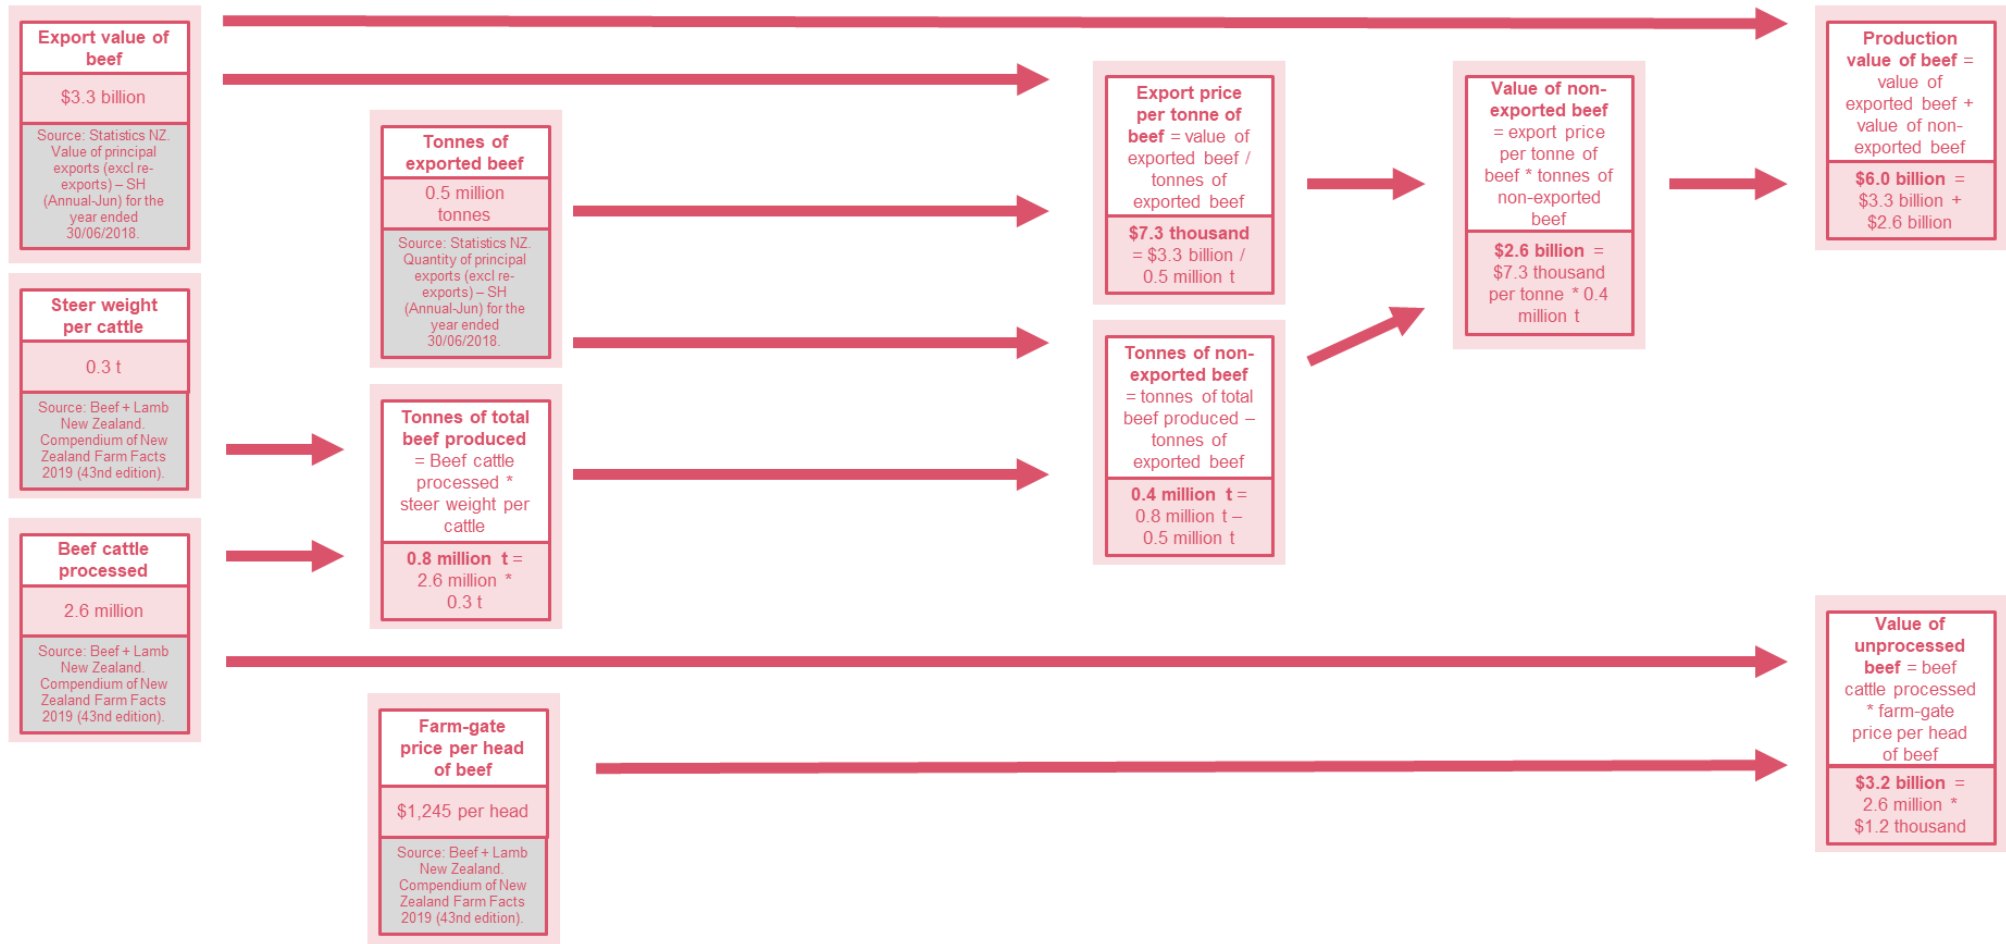 Export value of
beef
$3.3 billion
Source: Statistics NZ.
Value of principal
exports (excl re-
exports) – SH
(Annual-Jun) for the
year ended
30/06/2018.
Steer weight
per cattle
0.3 t
Source: Beef + Lamb
New Zealand.
Compendium of New
Zealand Farm Facts
2019 (43nd edition).
Beef cattle
processed
2.6 million
Source: Beef + Lamb
New Zealand.
Compendium of New
Zealand Farm Facts
2019 (43nd edition).
Tonnes of
exported beef
0.5 million
tonnes
Source: Statistics NZ.
Quantity of principal
exports (excl re-
exports) – SH
(Annual-Jun) for the
year ended
30/06/2018.
Tonnes of total
beef produced
= Beef cattle
processed *
steer weight per
cattle
0.8 million t =
2.6 million *
0.3 t
Farm-gate
price per head
of beef
$1,245 per head
Source: Beef + Lamb
New Zealand.
Compendium of New
Zealand Farm Facts
2019 (43nd edition).
Export price
per tonne of
beef = value of
exported beef /
tonnes of
exported beef
$7.3 thousand
= $3.3 billion /
0.5 million t
Tonnes of non-
exported beef
= tonnes of total
beef produced –
tonnes of
exported beef
0.4 million t =
0.8 million t –
0.5 million t
Value of non-
exported beef
= export price
per tonne of
beef * tonnes of
non-exported
beef
$2.6 billion =
$7.3 thousand
per tonne * 0.4
million t
Production
value of beef =
value of
exported beef +
value of non-
exported beef
$6.0 billion =
$3.3 billion +
$2.6 billion
Value of
unprocessed
beef = beef
cattle processed
* farm-gate
price per head
of beef
$3.2 billion =
2.6 million *
$1.2 thousand